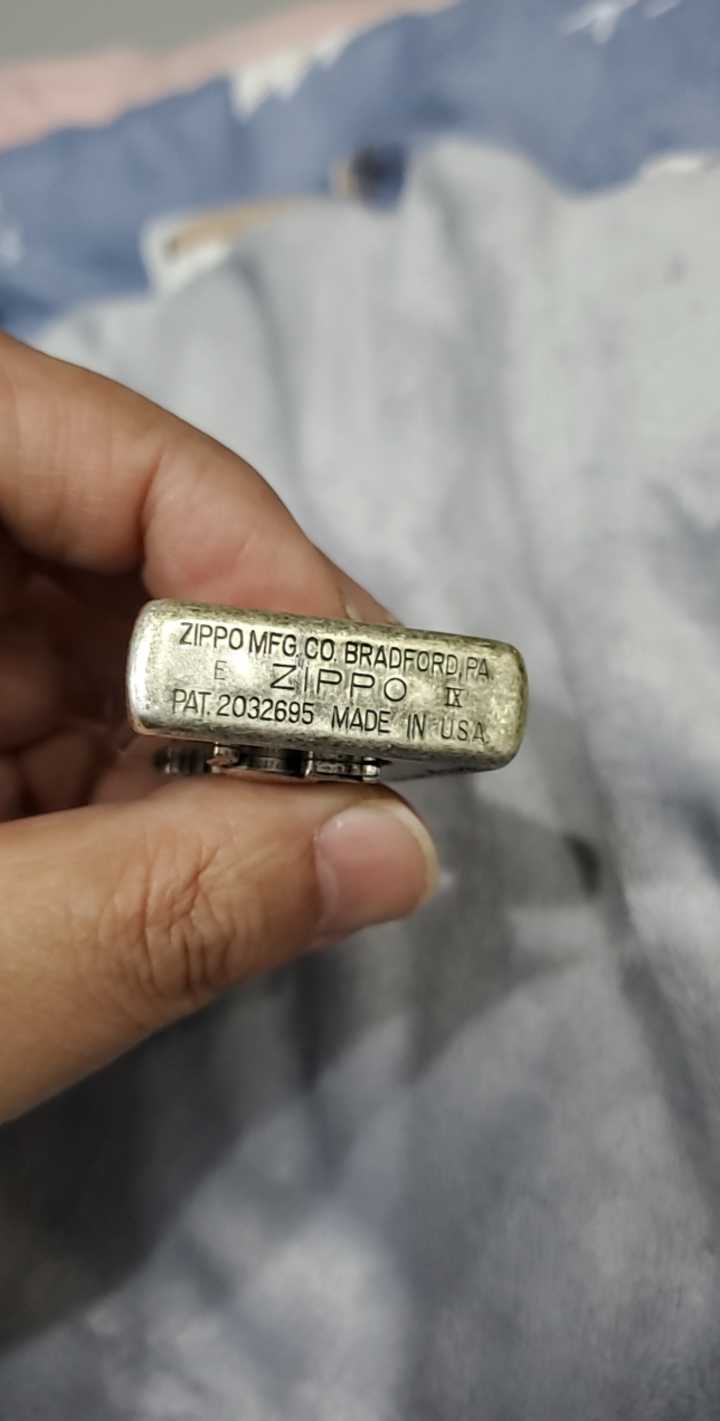 ZIPPO MFG. CO. BRADFORD, PA.
E ZIPPO IX
PAT. 2032695 MADE IN U.S.A.